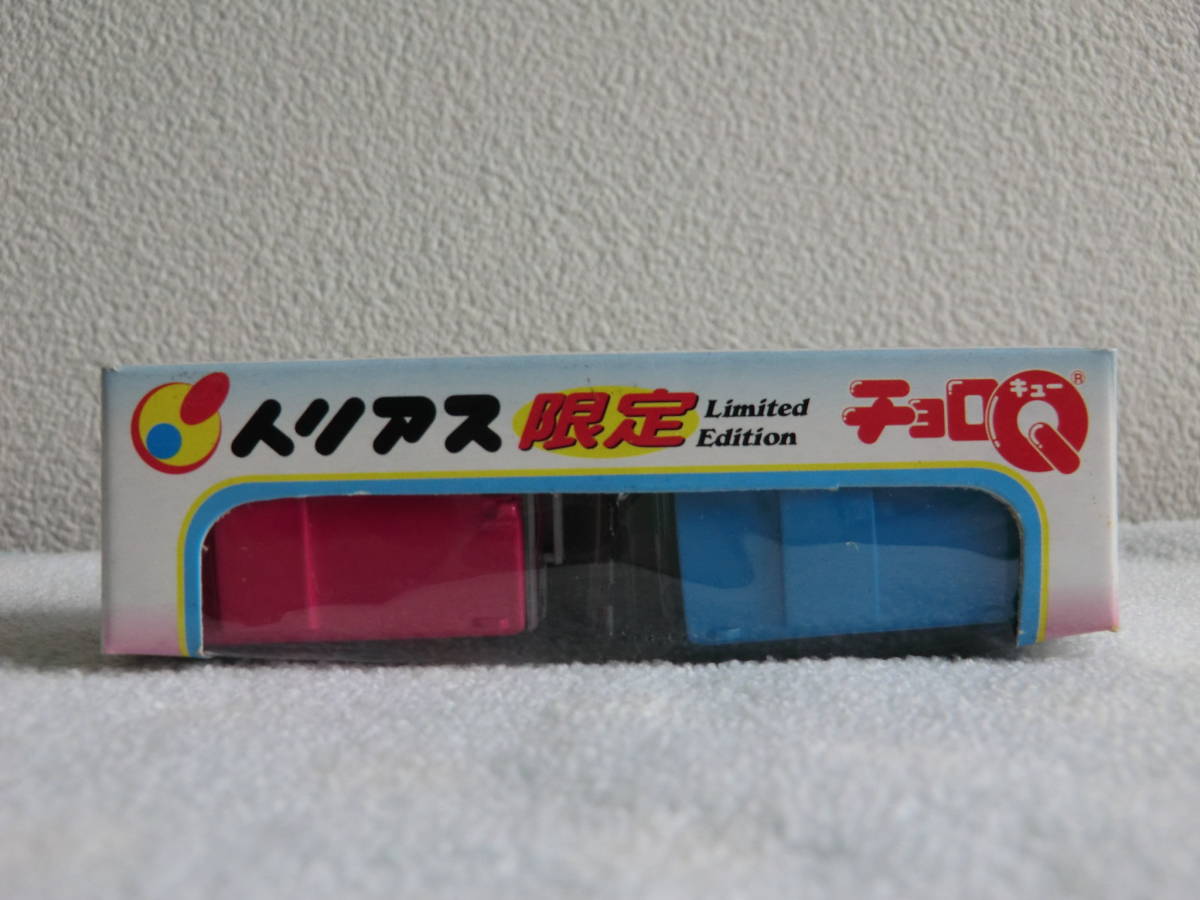 トリアス
限定
Limited
Edition
チョロQ
キュー
®